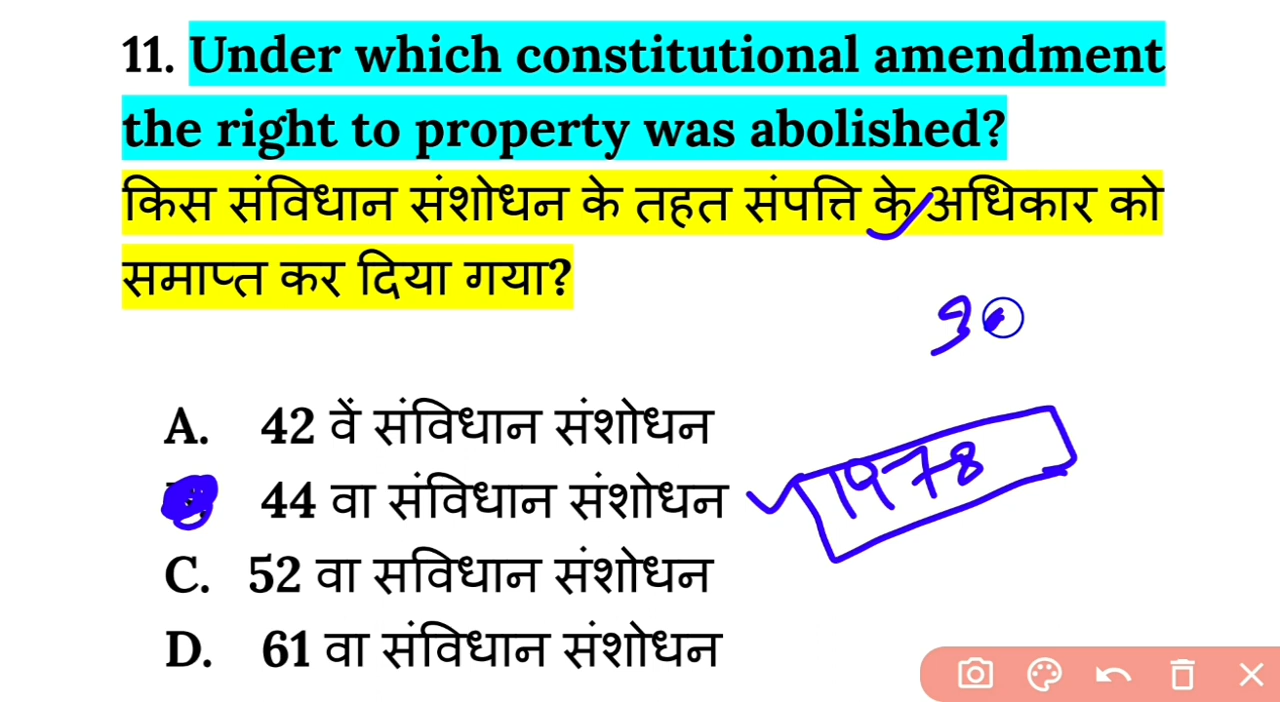 11. Under which constitutional amendment
the right to property was abolished?
किस संविधान संशोधन के तहत संपत्ति के अधिकार को
समाप्त कर दिया गया?
A. 42 वें संविधान संशोधन
44 वा संविधान संशोधन
1978
C. 52 वा सविधान संशोधन
D. 61 वा संविधान संशोधन